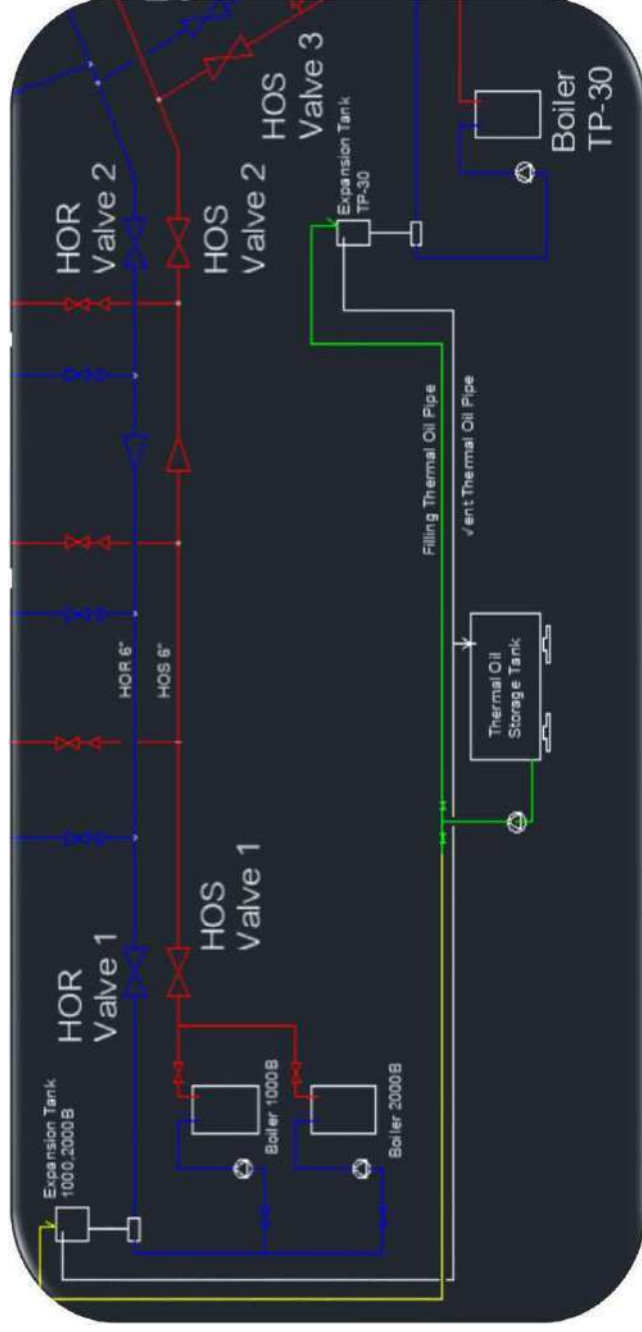 Expansion Tank
1000,2000B
HOR
Valve 1
HOR 6"
HOR
Valve 2
HOS 6"
HOS
Valve 1
HOS
Valve 2
HOS
Valve 3
Boiler 1000B
Boiler 2000B
Expansion Tank
TP-30
Filling Thermal Oil Pipe
Vent Thermal Oil Pipe
Thermal Oil
Storage Tank
Boiler
TP-30